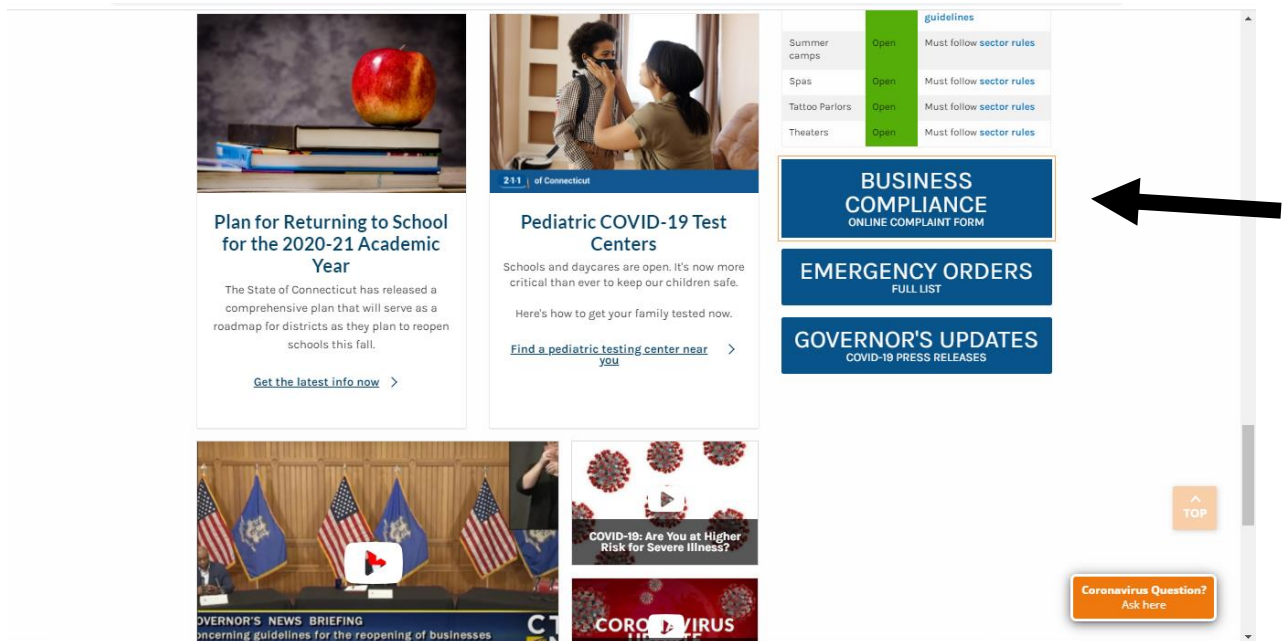 2-1-1 of Connecticut
Plan for Returning to School
for the 2020-21 Academic
Year
The State of Connecticut has released a
comprehensive plan that will serve as a
roadmap for districts as they plan to reopen
schools this fall.
Get the latest info now
Pediatric COVID-19 Test
Centers
Schools and daycares are open. It's now more
critical than ever to keep our children safe.
Here's how to get your family tested now.
Find a pediatric testing center near
you
guidelines
Summer
camps
Open
Must follow sector rules
Spas
Open
Must follow sector rules
Tattoo Parlors
Open
Must follow sector rules
Theaters
Open
Must follow sector rules
BUSINESS
COMPLIANCE
ONLINE COMPLAINT FORM
EMERGENCY ORDERS
FULL LIST
GOVERNOR'S UPDATES
COVID-19 PRESS RELEASES
OVERNOR'S NEWS BRIEFING
oncerning guidelines for the reopening of businesses
CT
COVID-19: Are You at Higher
Risk for Severe Illness?
TOP
Coronavirus Question?
Ask here